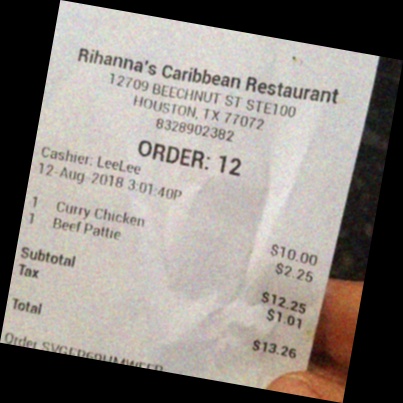 Rihanna's Caribbean Restaurant
12709 BEECHNUT ST STE100
HOUSTON, TX 77072
8328902382
ORDER: 12
Cashier: LeeLee
12-Aug-2018 3:01:40P
1 Curry Chicken $10.00
1 Beef Pattie $2.25
Subtotal $12.25
Tax $1.01
Total $13.26
Order